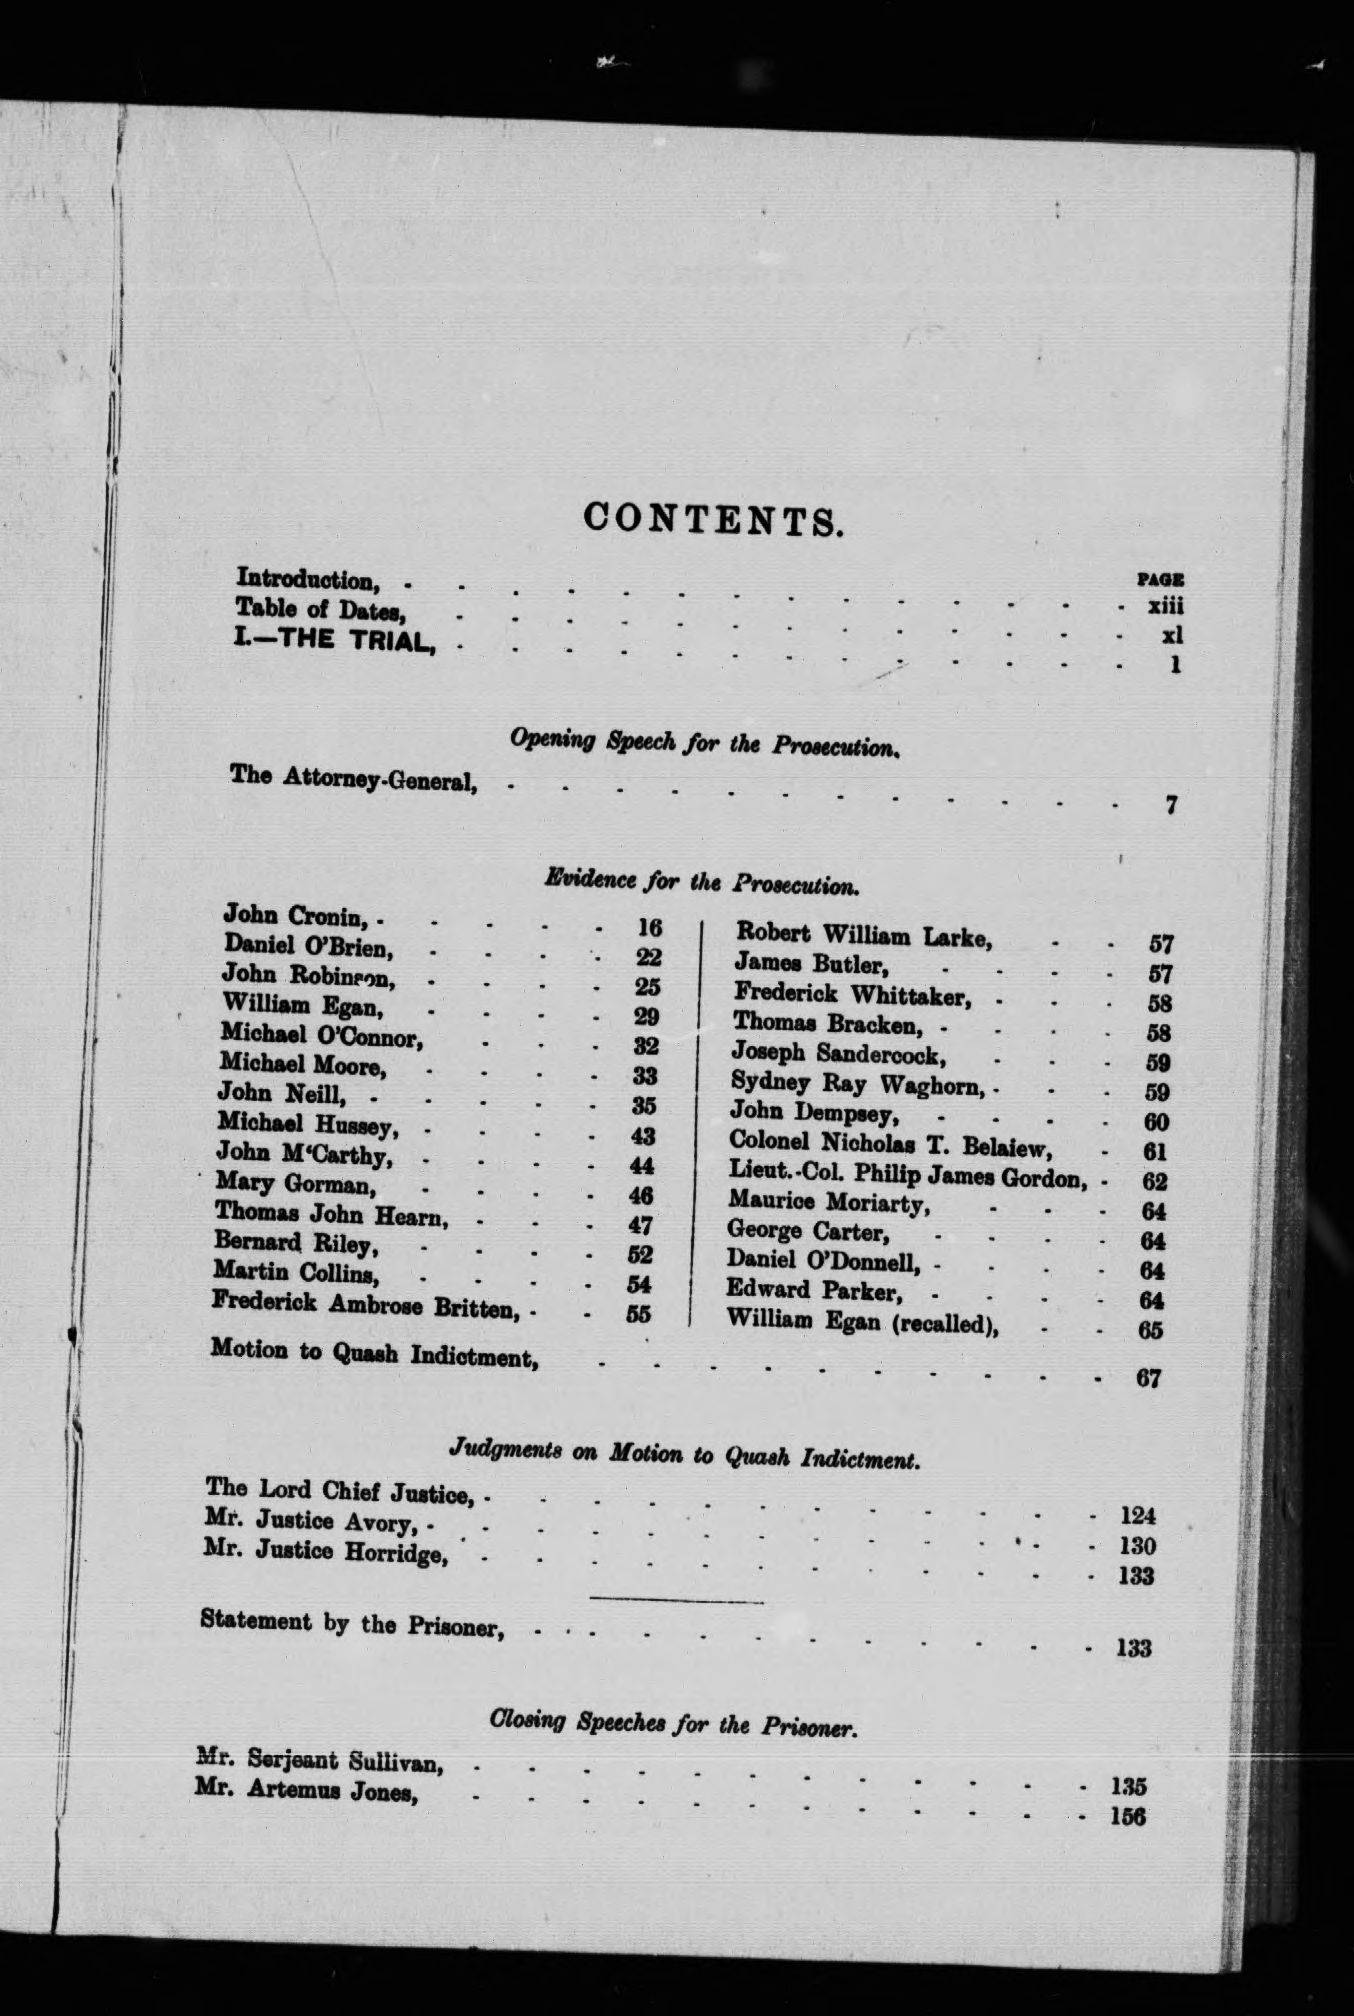 CONTENTS.
PAGE
Introduction, - - - - - - - - - - - - - - xiii
Table of Dates, - - - - - - - - - - - - - xl
I.—THE TRIAL, - - - - - - - - - - - - - 1
Opening Speech for the Prosecution.
The Attorney-General, - - - - - - - - - - - - 7
Evidence for the Prosecution.
John Cronin, - - - - - 16
Daniel O'Brien, - - - - 22
John Robinson, - - - - 25
William Egan, - - - - 29
Michael O'Connor, - - - 32
Michael Moore, - - - - 33
John Neill, - - - - - 35
Michael Hussey, - - - - 43
John M‘Carthy, - - - - 44
Mary Gorman, - - - - 46
Thomas John Hearn, - - - 47
Bernard Riley, - - - - 52
Martin Collins, - - - - 54
Frederick Ambrose Britten, - - 55
Robert William Larke, - - 57
James Butler, - - - - 57
Frederick Whittaker, - - - 58
Thomas Bracken, - - - - 58
Joseph Sandercock, - - - 59
Sydney Ray Waghorn, - - - 59
John Dempsey, - - - - 60
Colonel Nicholas T. Belaiew, - 61
Lieut.-Col. Philip James Gordon, - 62
Maurice Moriarty, - - - 64
George Carter, - - - - 64
Daniel O'Donnell, - - - - 64
Edward Parker, - - - - 64
William Egan (recalled), - - 65
Motion to Quash Indictment, - - - - - - - - - - 67
Judgments on Motion to Quash Indictment.
The Lord Chief Justice, - - - - - - - - - - - - 124
Mr. Justice Avory, - - - - - - - - - - - - - 130
Mr. Justice Horridge, - - - - - - - - - - - - 133
Statement by the Prisoner, - - - - - - - - - - - - 133
Closing Speeches for the Prisoner.
Mr. Serjeant Sullivan, - - - - - - - - - - - - 135
Mr. Artemus Jones, - - - - - - - - - - - - 156